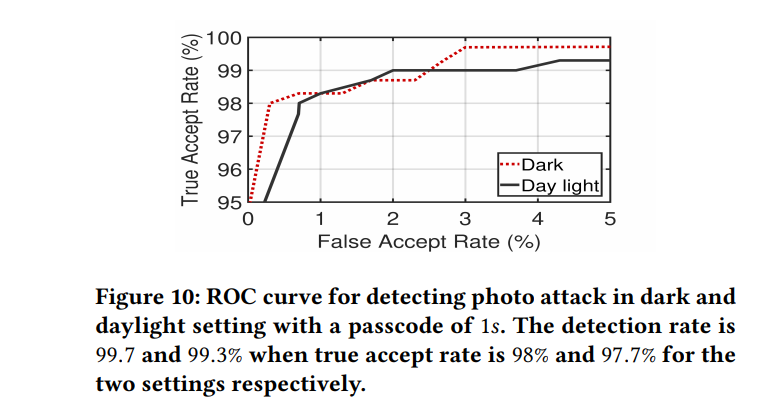 True Accept Rate (%)
100
99
98
97
96
95
0 1 2 3 4 5
False Accept Rate (%)
Dark
Day light
Figure 10: ROC curve for detecting photo attack in dark and
daylight setting with a passcode of 1s. The detection rate is
99.7 and 99.3% when true accept rate is 98% and 97.7% for the
two settings respectively.